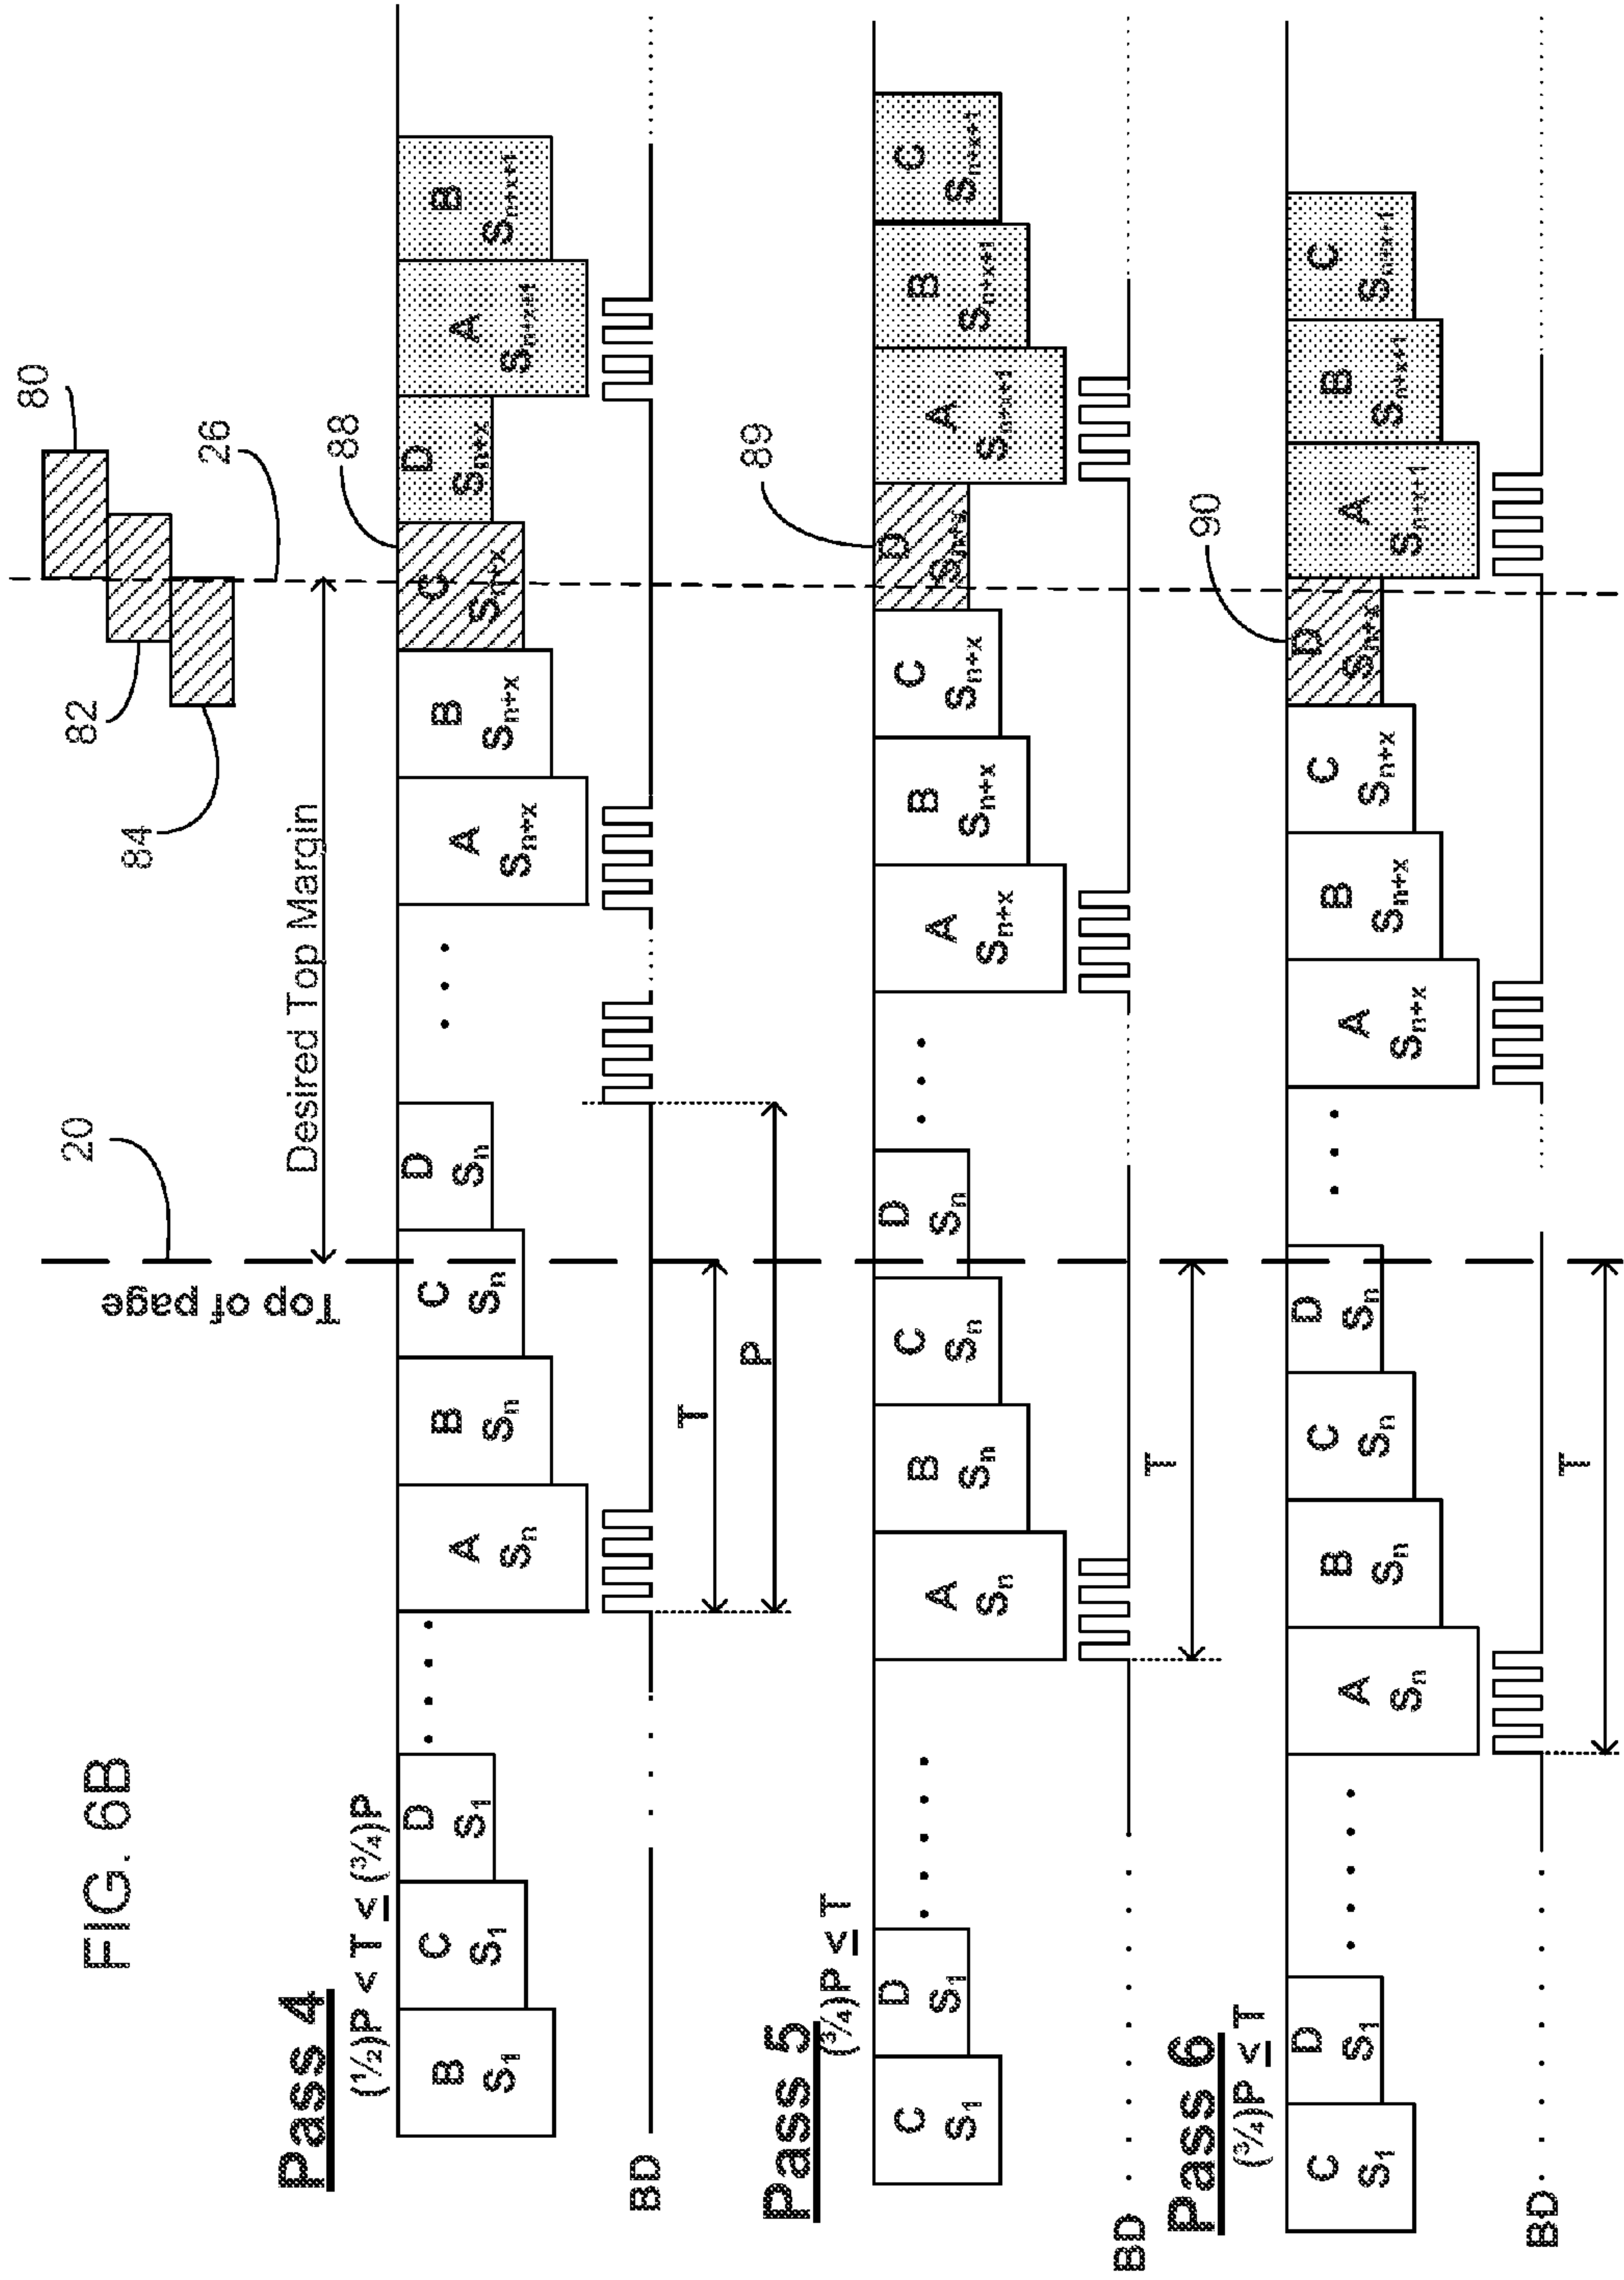 FIG. 6B
Top of page
20
Desired Top Margin
80
82
84
26
Pass 4
(1/2)P < T ≤ (3/4)P
B S1
C S1
D S1
A Sn
B Sn
C Sn
D Sn
A Sn+x
B Sn+x
C Sn+x
D Sn+x
A Sn+x+1
B Sn+x+1
88
BD
T
P
Pass 5
(3/4)P ≤ T
C S1
D S1
A Sn
B Sn
C Sn
D Sn
A Sn+x
B Sn+x
C Sn+x
D Sn+x
A Sn+x+1
B Sn+x+1
C Sn+x+1
89
BD
T
Pass 6
(3/4)P ≤ T
C S1
D S1
A Sn
B Sn
C Sn
D Sn
A Sn+x
B Sn+x
C Sn+x
D Sn+x
A Sn+x+1
B Sn+x+1
C Sn+x+1
90
BD
T